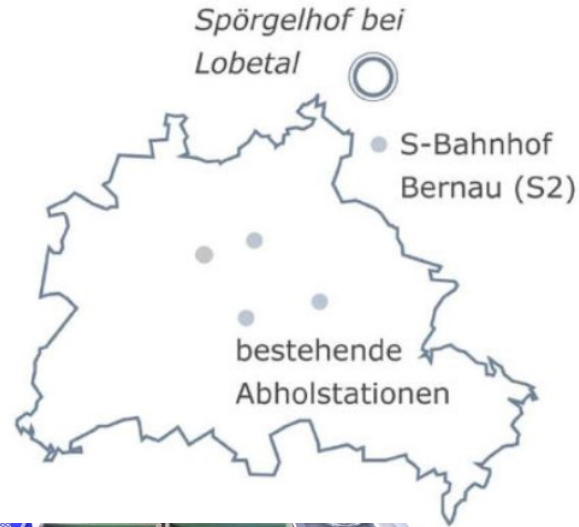 Spörgelhof bei
Lobetal
S-Bahnhof
Bernau (S2)
bestehende
Abholstationen